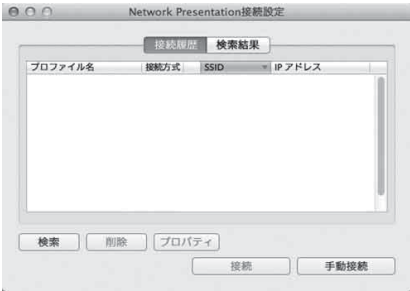 Network Presentation接続設定
接続履歴 検索結果
プロファイル名 接続方式 SSID IP アドレス
検索 削除 プロパティ
接続 手動接続